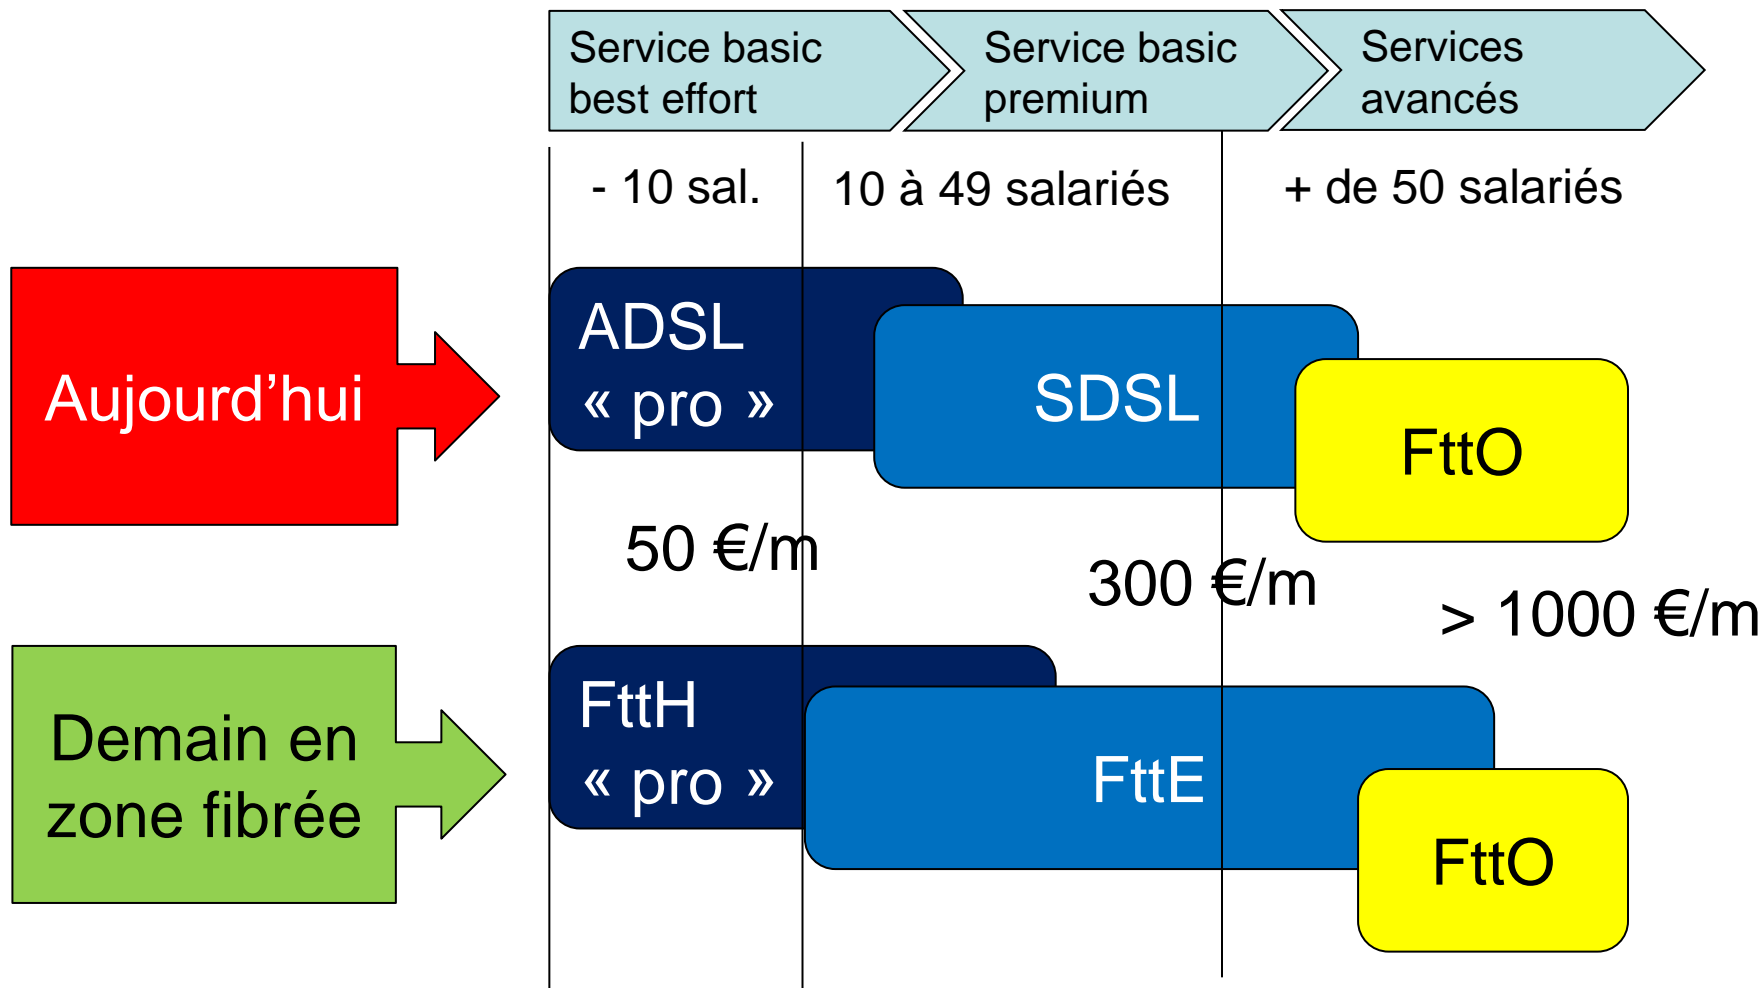 Service basic
best effort
Service basic
premium
Services
avancés
- 10 sal.
10 à 49 salariés
+ de 50 salariés
Aujourd’hui
ADSL
« pro »
SDSL
FttO
50 €/m
300 €/m
> 1000 €/m
Demain en
zone fibrée
FttH
« pro »
FttE
FttO